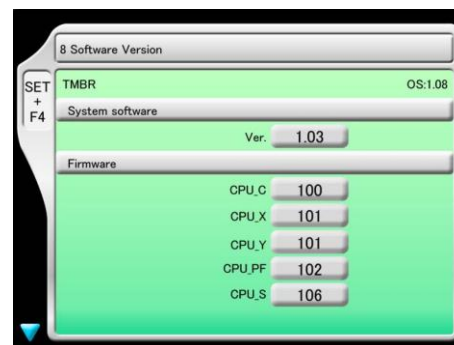 8 Software Version
SET
+
F4
TMBR OS:1.08
System software
Ver. 1.03
Firmware
CPU_C 100
CPU_X 101
CPU_Y 101
CPU_PF 102
CPU_S 106